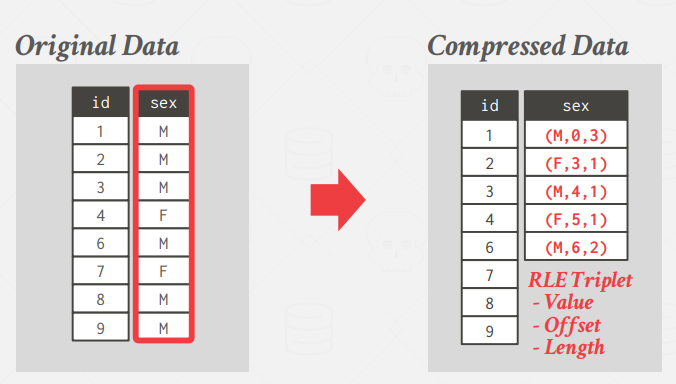 Original Data
id sex
1 M
2 M
3 M
4 F
6 M
7 F
8 M
9 M
Compressed Data
id sex
1 (M,0,3)
2 (F,3,1)
3 (M,4,1)
4 (F,5,1)
6 (M,6,2)
7
8
9
RLE Triplet
- Value
- Offset
- Length